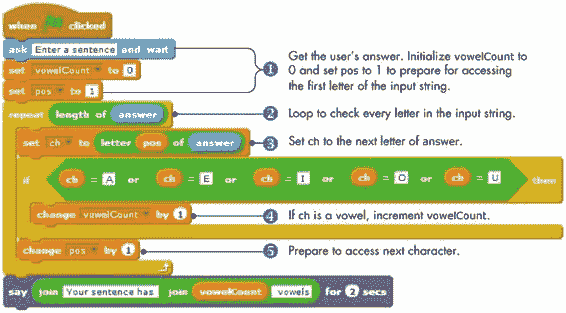 when clicked
ask Enter a sentence and wait
set vowelCount to 0
set pos to 1
repeat length of answer
set ch to letter pos of answer
if ch = A or ch = E or ch = I or ch = O or ch = U then
change vowelCount by 1
change pos by 1
say join Your sentence has join vowelCount vowels for 2 secs
1 Get the user's answer. Initialize vowelCount to
0 and set pos to 1 to prepare for accessing
the first letter of the input string.
2 Loop to check every letter in the input string.
3 Set ch to the next letter of answer.
4 If ch is a vowel, increment vowelCount.
5 Prepare to access next character.